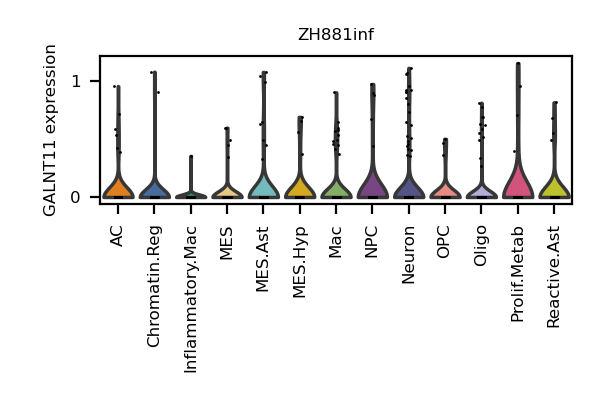 ZH881inf
GALNT11 expression
1
0
AC
Chromatin.Reg
Inflammatory.Mac
MES
MES.Ast
MES.Hyp
Mac
NPC
Neuron
OPC
Oligo
Prolif.Metab
Reactive.Ast